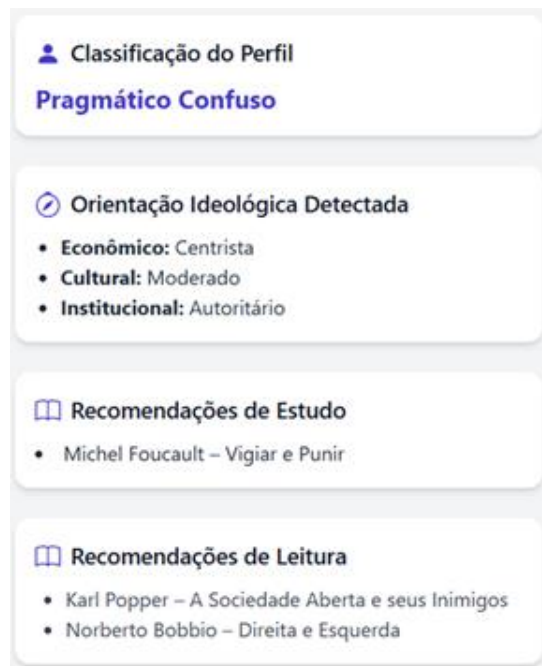 Classificação do Perfil
Pragmático Confuso
Orientação Ideológica Detectada
• Econômico: Centrista
• Cultural: Moderado
• Institucional: Autoritário
Recomendações de Estudo
• Michel Foucault – Vigiar e Punir
Recomendações de Leitura
• Karl Popper – A Sociedade Aberta e seus Inimigos
• Norberto Bobbio – Direita e Esquerda